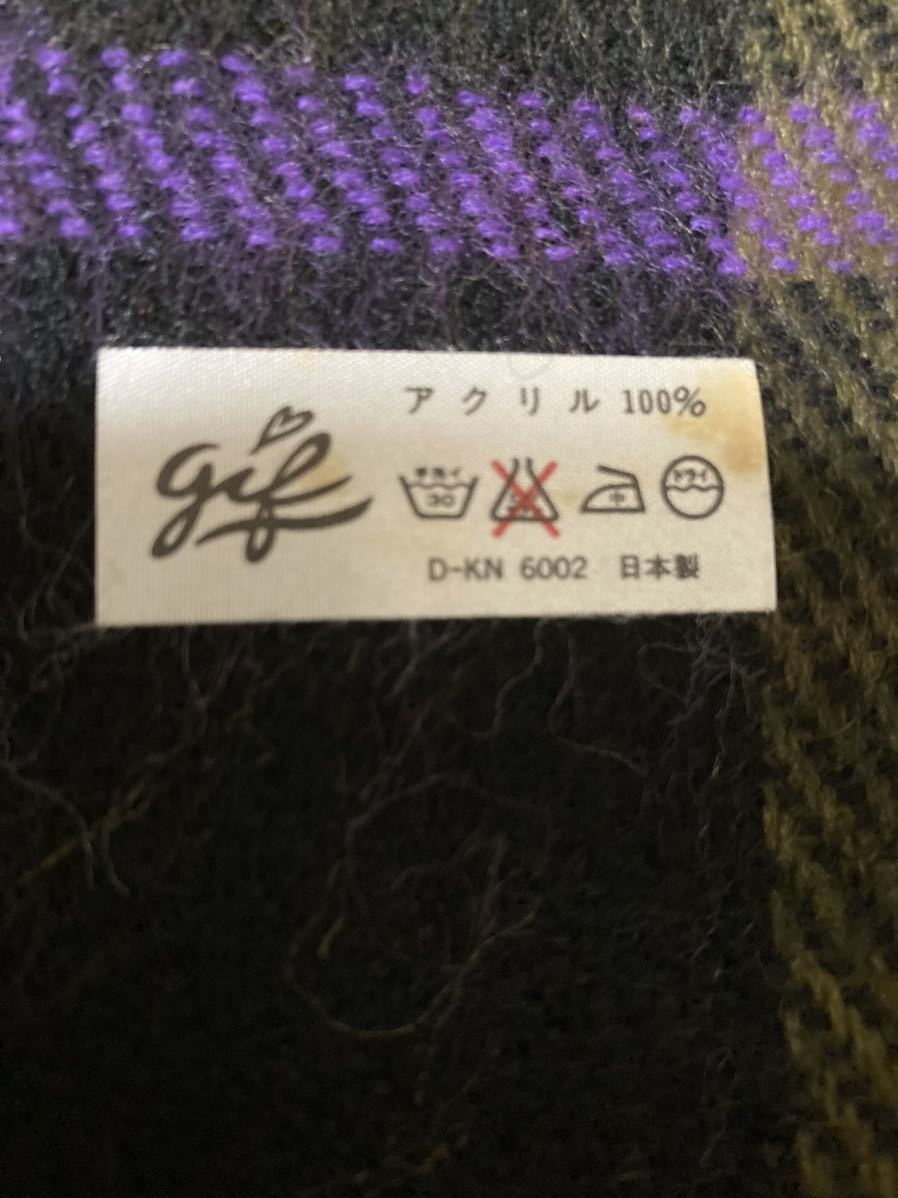 アクリル 100%
gif
手洗イ 30
中
ドライ
D-KN 6002 日本製